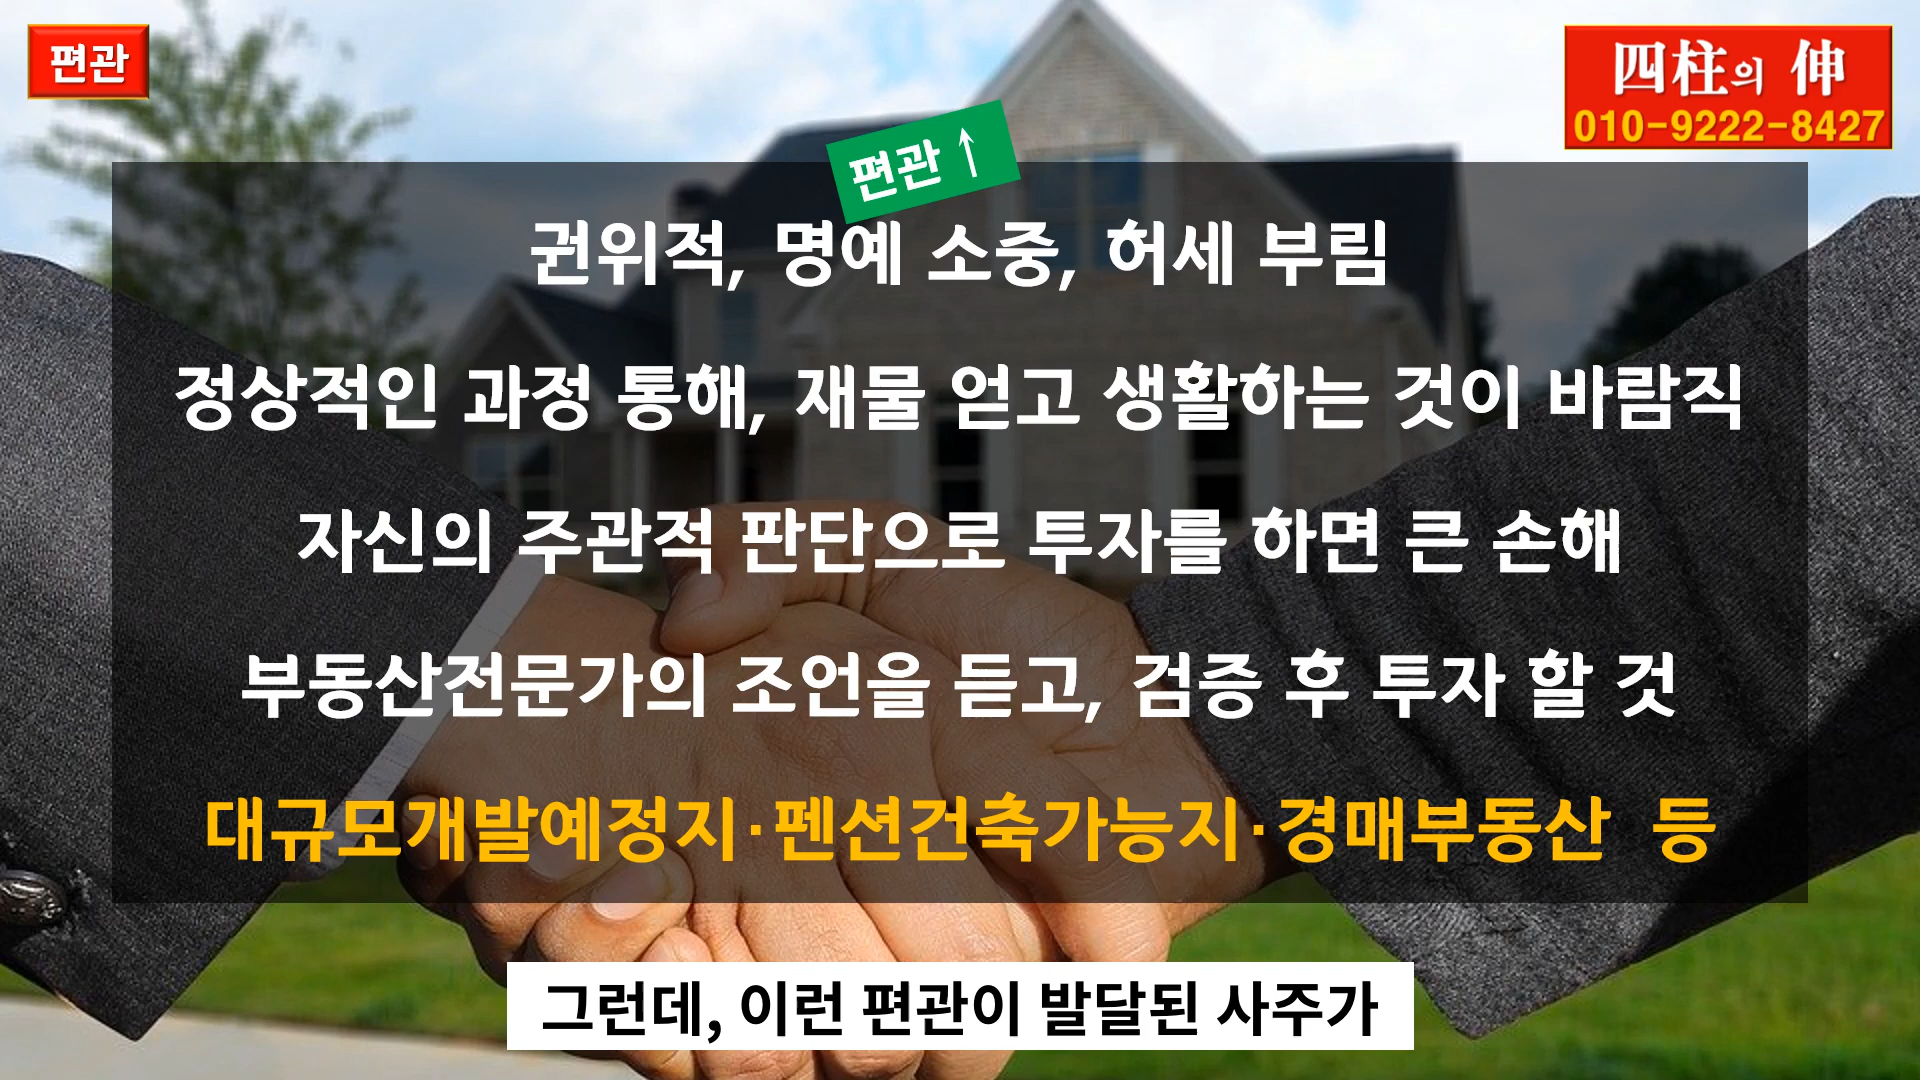 편관
四柱의 伸
010-9222-8427
편관 ↑
권위적, 명예 소중, 허세 부림
정상적인 과정 통해, 재물 얻고 생활하는 것이 바람직
자신의 주관적 판단으로 투자를 하면 큰 손해
부동산전문가의 조언을 듣고, 검증 후 투자 할 것
대규모개발예정지·펜션건축가능지·경매부동산 등
그런데, 이런 편관이 발달된 사주가